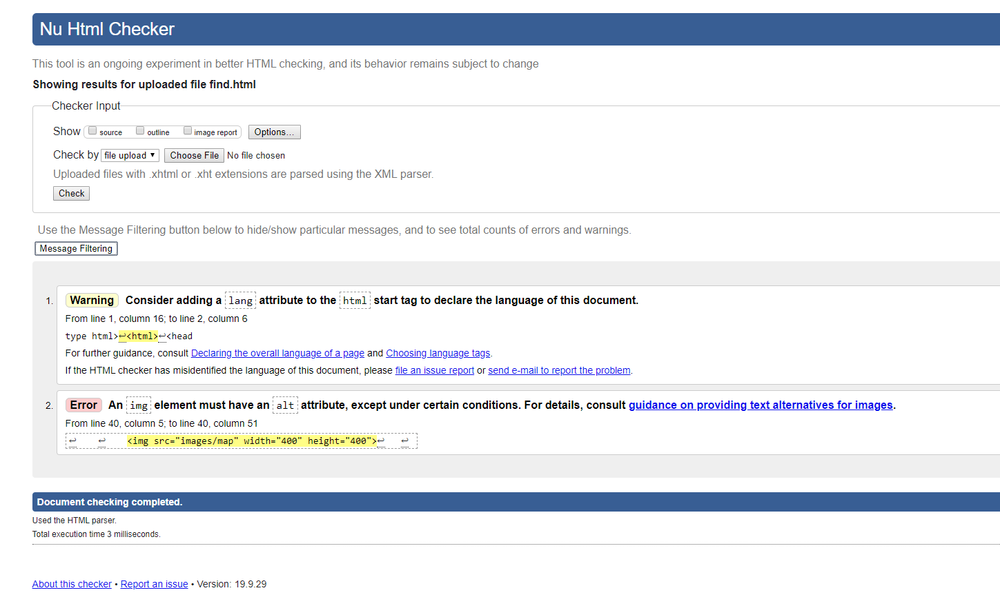 Nu Html Checker
This tool is an ongoing experiment in better HTML checking, and its behavior remains subject to change
Showing results for uploaded file find.html
Checker Input
Show source outline image report Options...
Check by file upload ▼ Choose File No file chosen
Uploaded files with .xhtml or .xht extensions are parsed using the XML parser.
Check
Use the Message Filtering button below to hide/show particular messages, and to see total counts of errors and warnings.
Message Filtering
1. Warning Consider adding a lang attribute to the html start tag to declare the language of this document.
From line 1, column 16; to line 2, column 6
type html>↩<html>↩<head
For further guidance, consult Declaring the overall language of a page and Choosing language tags.
If the HTML checker has misidentified the language of this document, please file an issue report or send e-mail to report the problem.
2. Error An img element must have an alt attribute, except under certain conditions. For details, consult guidance on providing text alternatives for images.
From line 40, column 5; to line 40, column 51
↩ ↩ <img src="images/map" width="400" height="400">↩ ↩
Document checking completed.
Used the HTML parser.
Total execution time 3 milliseconds.
About this checker • Report an issue • Version: 19.9.29